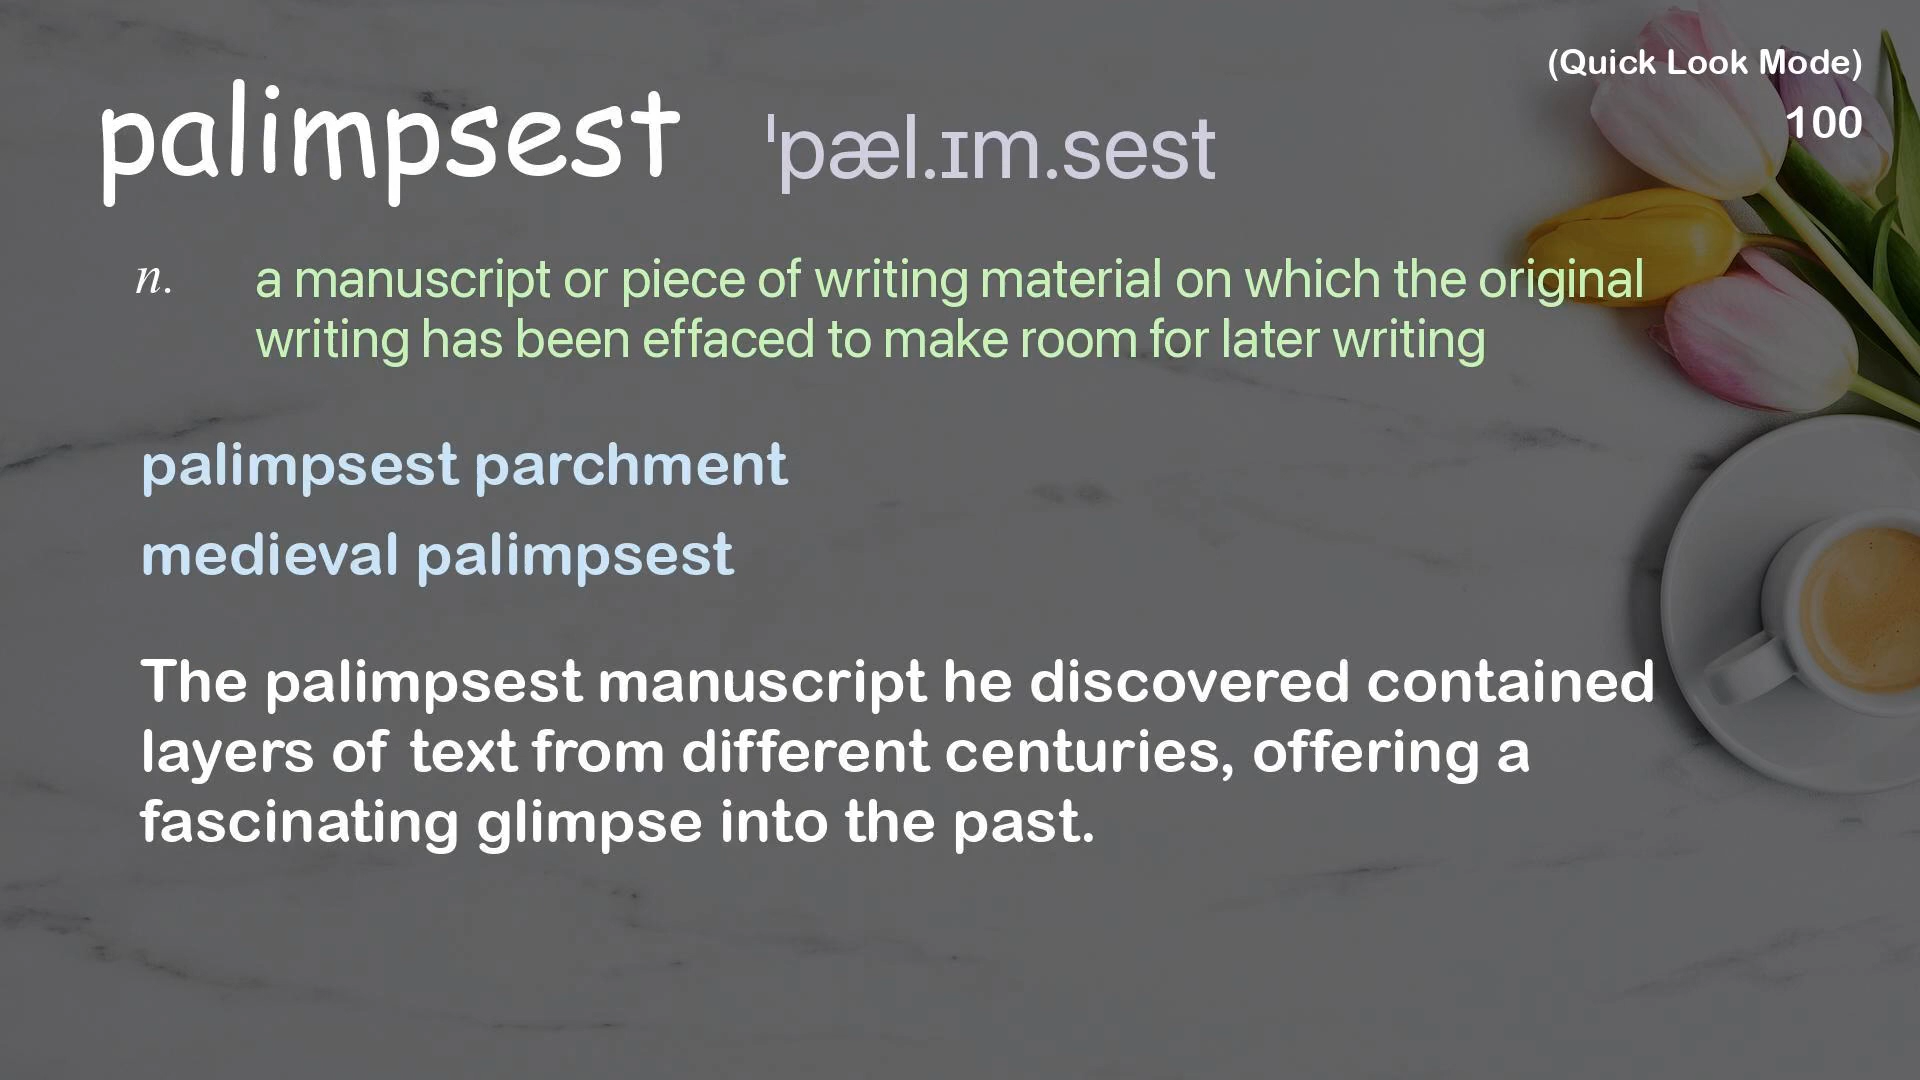 (Quick Look Mode)
100
palimpsest ˈpæl.ɪm.sest
n. a manuscript or piece of writing material on which the original
writing has been effaced to make room for later writing
palimpsest parchment
medieval palimpsest
The palimpsest manuscript he discovered contained
layers of text from different centuries, offering a
fascinating glimpse into the past.